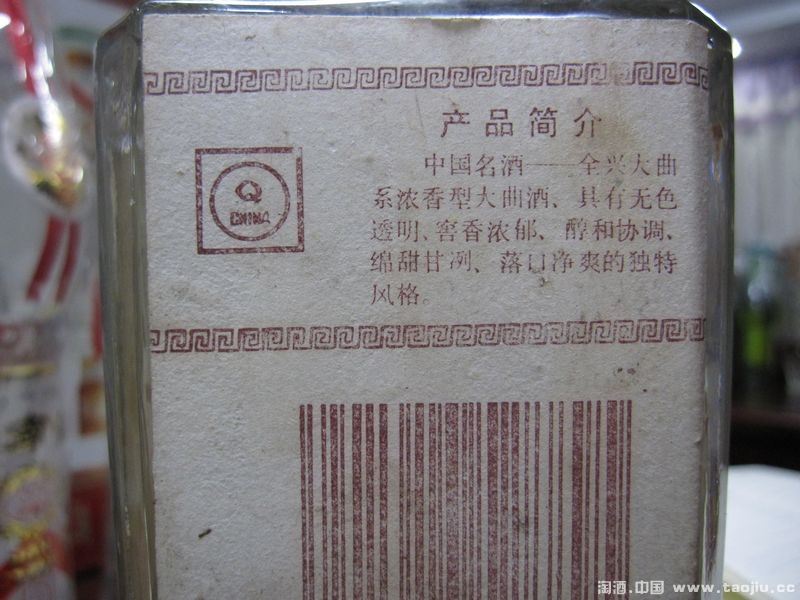 产品简介
Q
CHINA
中国名酒——全兴大曲
系浓香型大曲酒、具有无色
透明、窖香浓郁、醇和协调、
绵甜甘冽、落口净爽的独特
风格。
淘酒.中国 www.taojiu.cc